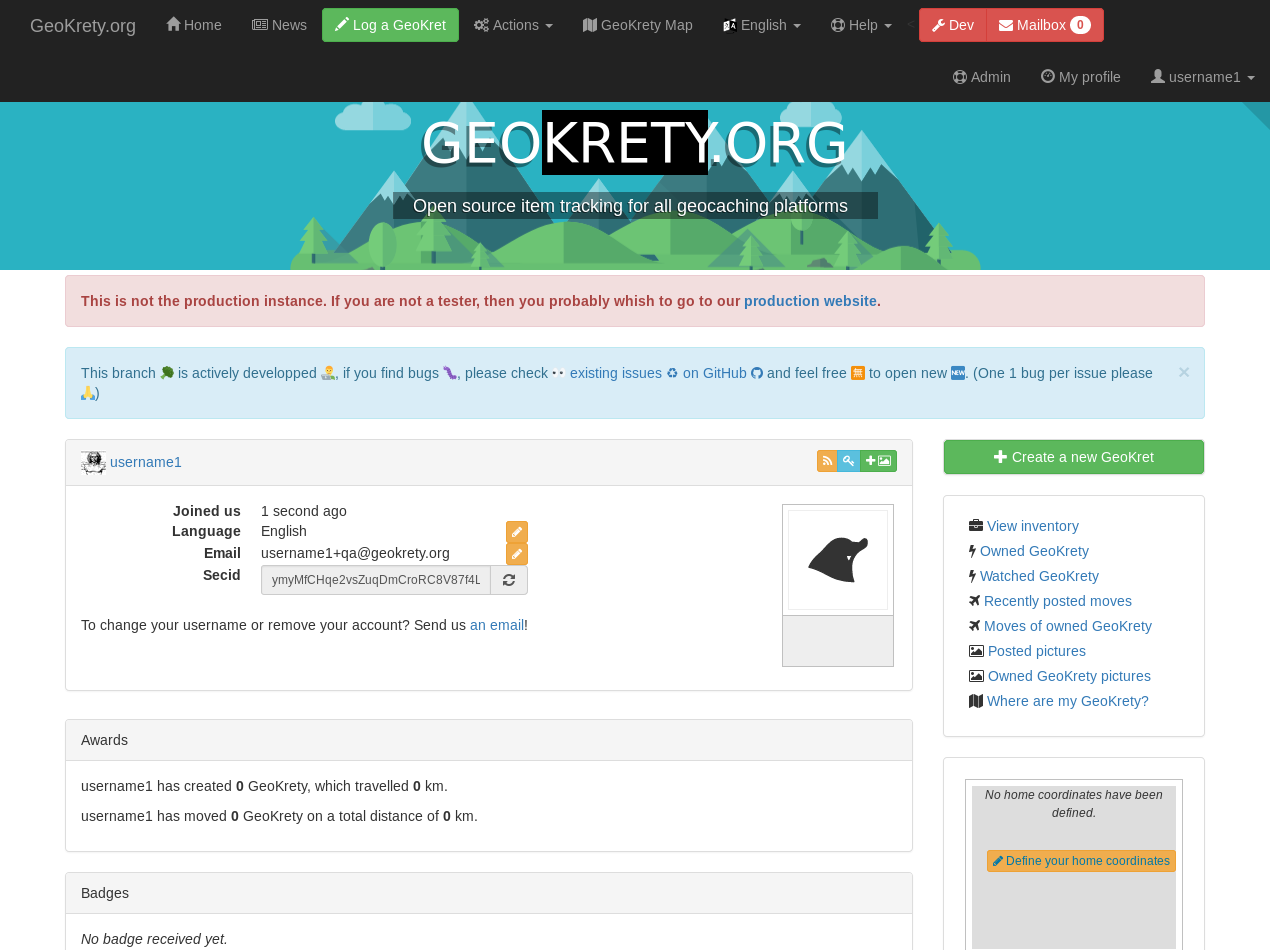 GeoKrety.org Home News Log a GeoKret Actions GeoKrety Map English Help Dev Mailbox 0
Admin My profile username1
GEOKRETY.ORG
Open source item tracking for all geocaching platforms
This is not the production instance. If you are not a tester, then you probably whish to go to our production website.
This branch 🌳 is actively developped 👨‍💻, if you find bugs 🐛, please check 👀 existing issues ♻ on GitHub and feel free 🈚 to open new 🆕. (One 1 bug per issue please
🙏)
×
username1
Joined us 1 second ago
Language English
Email username1+qa@geokrety.org
Secid ymyMfCHqe2vsZuqDmCroRC8V87f4L
To change your username or remove your account? Send us an email!
Awards
username1 has created 0 GeoKrety, which travelled 0 km.
username1 has moved 0 GeoKrety on a total distance of 0 km.
Badges
No badge received yet.
Create a new GeoKret
View inventory
Owned GeoKrety
Watched GeoKrety
Recently posted moves
Moves of owned GeoKrety
Posted pictures
Owned GeoKrety pictures
Where are my GeoKrety?
No home coordinates have been
defined.
Define your home coordinates